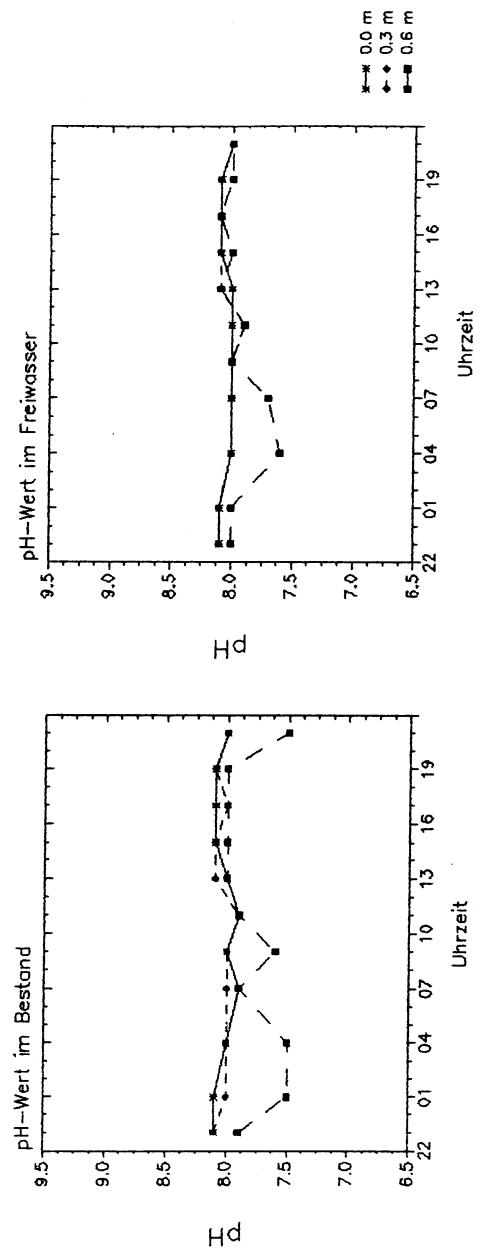 pH-Wert im Bestand
9.5
9.0
8.5
8.0
7.5
7.0
6.5
pH
22 01 04 07 10 13 16 19
Uhrzeit
pH-Wert im Freiwasser
9.5
9.0
8.5
8.0
7.5
7.0
6.5
pH
22 01 04 07 10 13 16 19
Uhrzeit
0.0 m
0.3 m
0.6 m